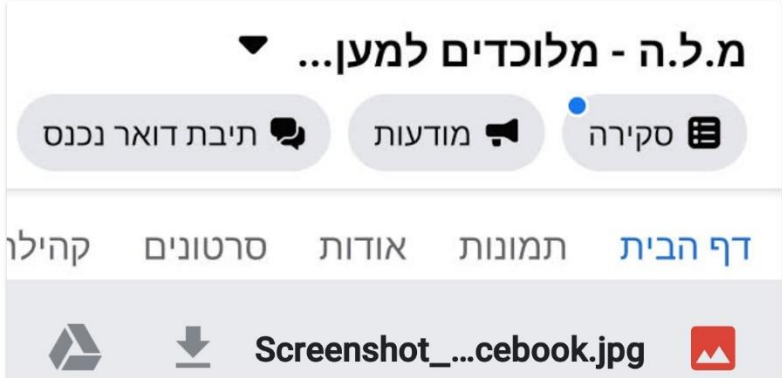 מ.ל.ה - מלוכדים למען...
סקירה מודעות תיבת דואר נכנס
דף הבית תמונות אודות סרטונים
Screenshot_...cebook.jpg